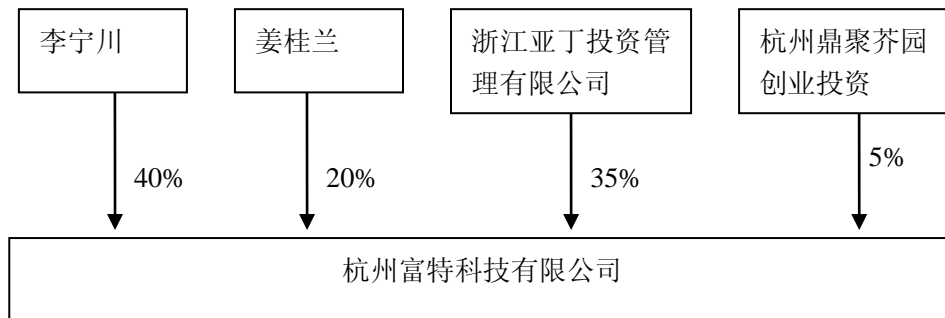 李宁川
姜桂兰
浙江亚丁投资管
理有限公司
杭州鼎聚芥园
创业投资
40%
20%
35%
5%
杭州富特科技有限公司